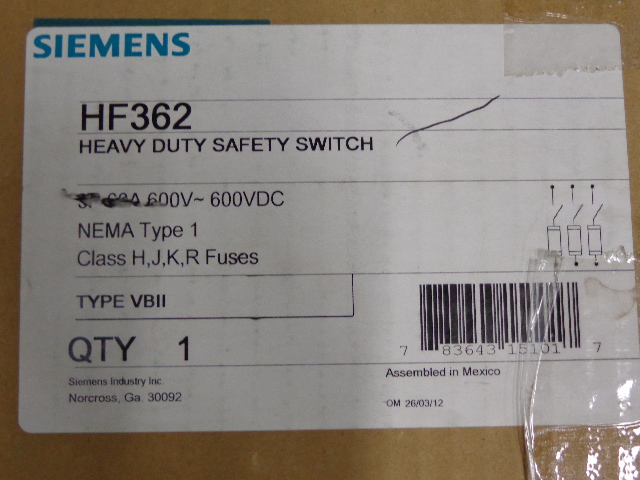 SIEMENS
HF362
HEAVY DUTY SAFETY SWITCH
600V~ 600VDC
NEMA Type 1
Class H,J,K,R Fuses
TYPE VBII
QTY 1
7 83643 15101 7
Siemens Industry Inc.
Norcross, Ga. 30092
Assembled in Mexico
OM 26/03/12